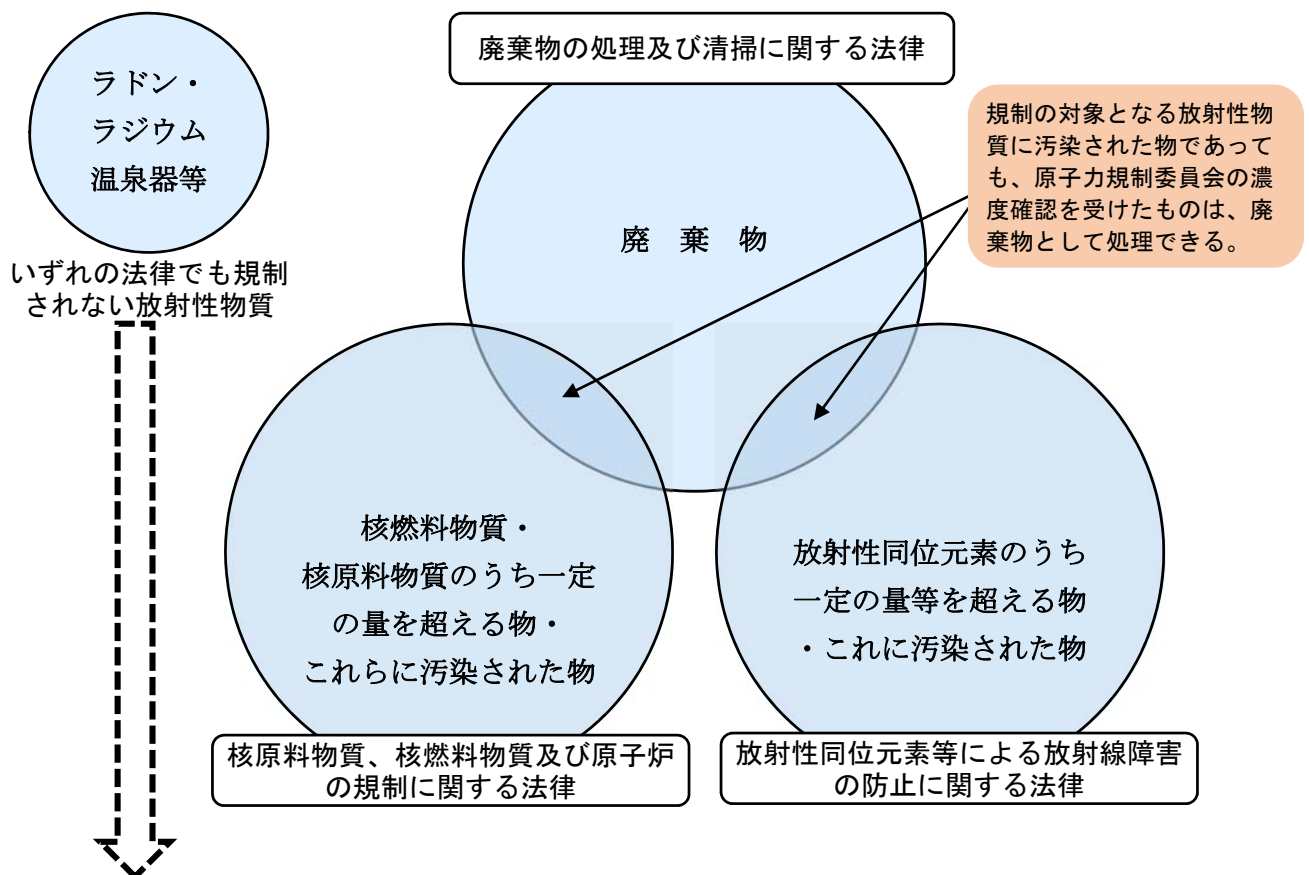 廃棄物の処理及び清掃に関する法律
ラドン・
ラジウム
温泉器等
いずれの法律でも規制
されない放射性物質
規制の対象となる放射性物
質に汚染された物であって
も、原子力規制委員会の濃
度確認を受けたものは、廃
棄物として処理できる。
廃　棄　物
核燃料物質・
核原料物質のうち一定
の量を超える物・
これらに汚染された物
放射性同位元素のうち
一定の量等を超える物
・これに汚染された物
核原料物質、核燃料物質及び原子炉
の規制に関する法律
放射性同位元素等による放射線障害
の防止に関する法律